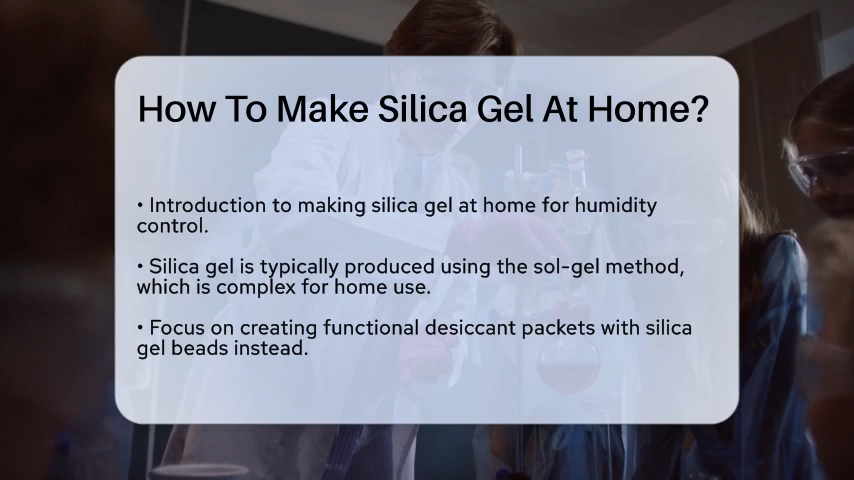 How To Make Silica Gel At Home?
• Introduction to making silica gel at home for humidity
control.
• Silica gel is typically produced using the sol-gel method,
which is complex for home use.
• Focus on creating functional desiccant packets with silica
gel beads instead.